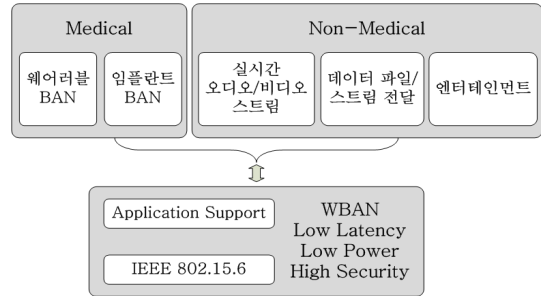 Medical
웨어러블
BAN
임플란트
BAN
Non-Medical
실시간
오디오/비디오
스트림
데이터 파일/
스트림 전달
엔터테인먼트
Application Support
IEEE 802.15.6
WBAN
Low Latency
Low Power
High Security